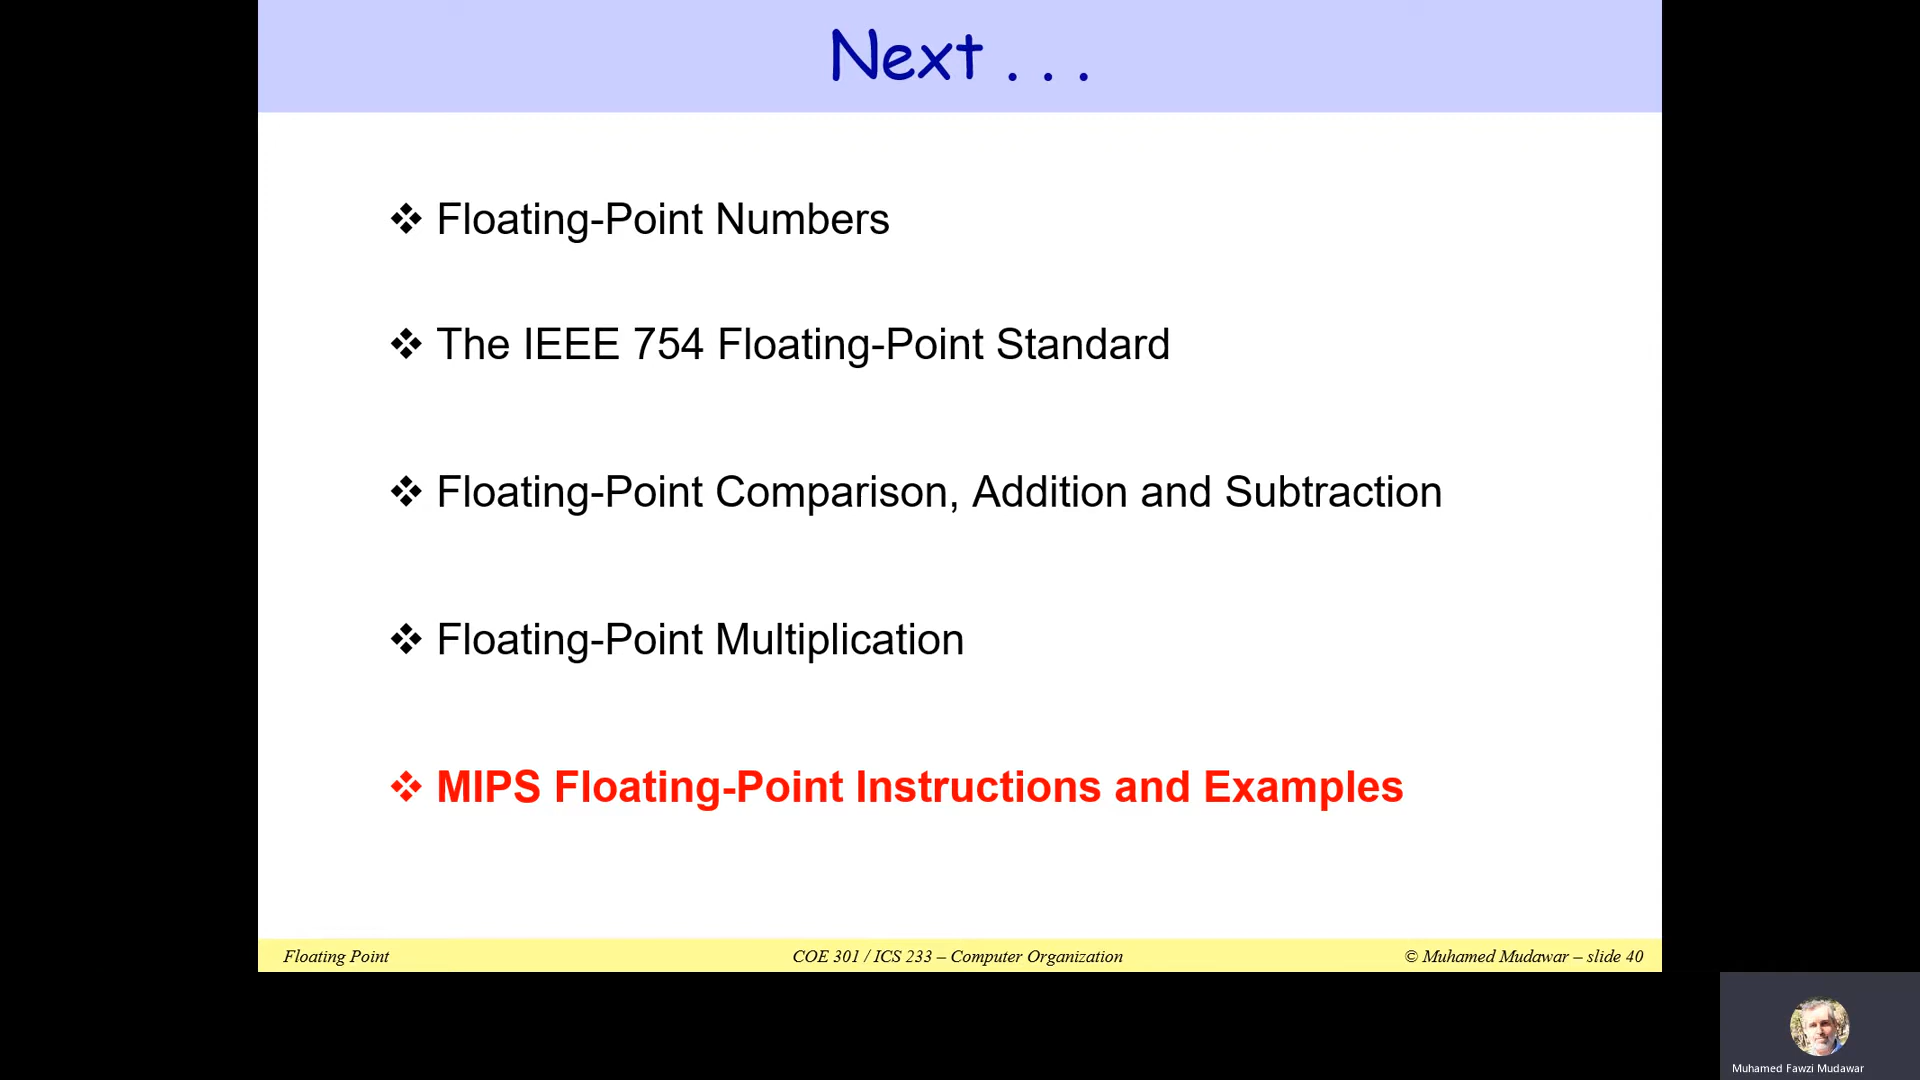 Next . . .
❖ Floating-Point Numbers
❖ The IEEE 754 Floating-Point Standard
❖ Floating-Point Comparison, Addition and Subtraction
❖ Floating-Point Multiplication
❖ MIPS Floating-Point Instructions and Examples
Floating Point
COE 301 / ICS 233 – Computer Organization
© Muhamed Mudawar – slide 40
Muhamed Fawzi Mudawar